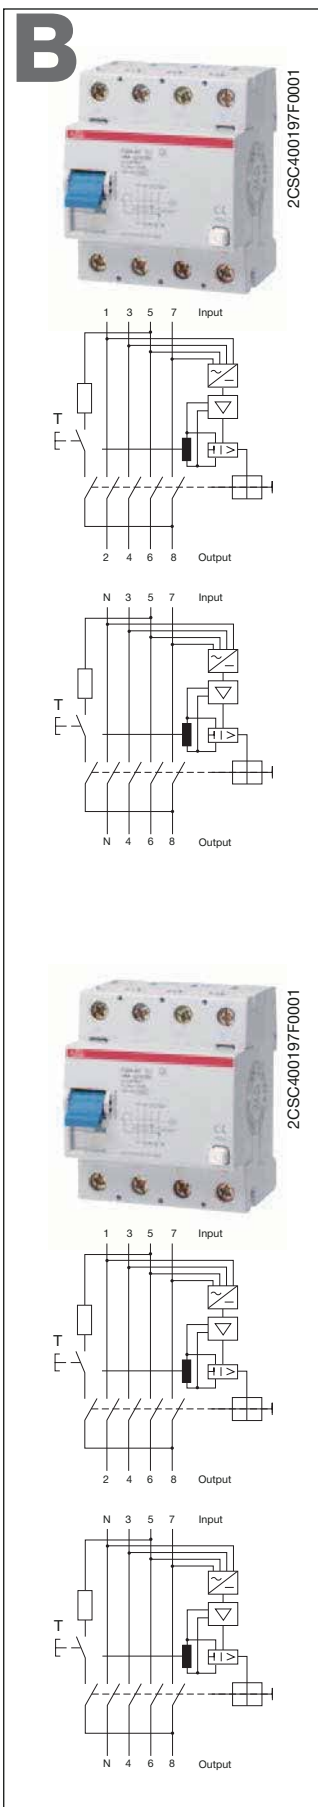 B
2CSC400197F0001
ABB
1 3 5 7 Input
T
2 4 6 8 Output
N 3 5 7 Input
T
N 4 6 8 Output
2CSC400197F0001
ABB
1 3 5 7 Input
T
2 4 6 8 Output
N 3 5 7 Input
T
N 4 6 8 Output